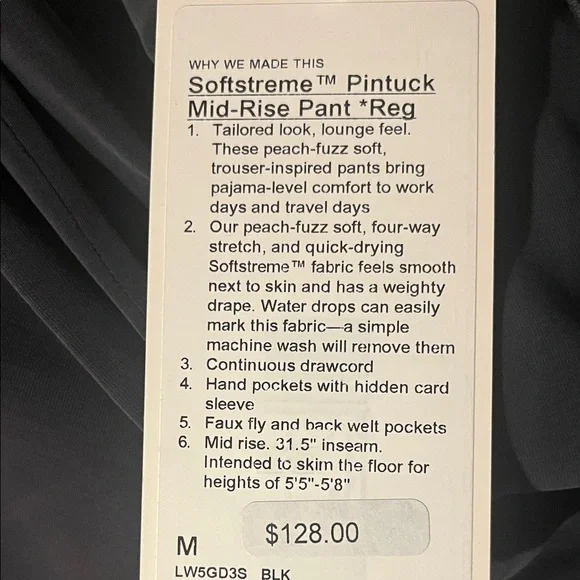 WHY WE MADE THIS
Softstreme™ Pintuck
Mid-Rise Pant *Reg
1. Tailored look, lounge feel.
These peach-fuzz soft,
trouser-inspired pants bring
pajama-level comfort to work
days and travel days
2. Our peach-fuzz soft, four-way
stretch, and quick-drying
Softstreme™ fabric feels smooth
next to skin and has a weighty
drape. Water drops can easily
mark this fabric—a simple
machine wash will remove them
3. Continuous drawcord
4. Hand pockets with hidden card
sleeve
5. Faux fly and back welt pockets
6. Mid rise. 31.5" inseam.
Intended to skim the floor for
heights of 5'5"-5'8"
$128.00
M
LW5GD3S BLK